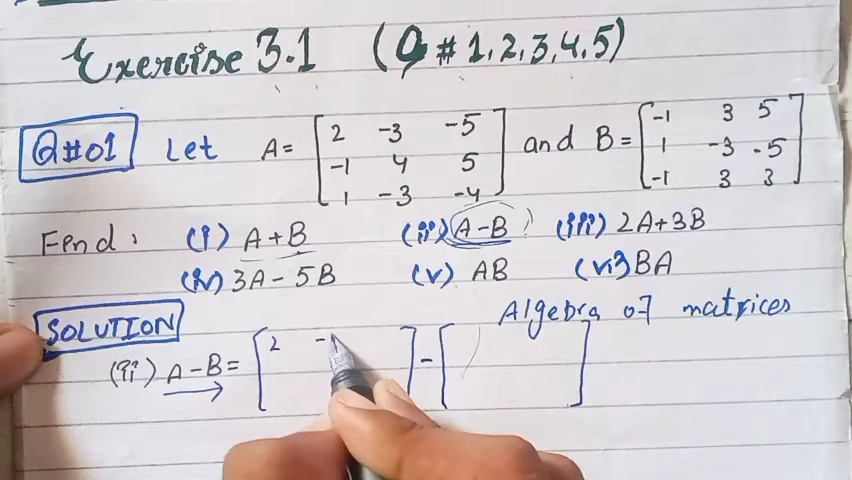 Exercise 3.1 (Q # 1,2,3,4,5)
Q#01 Let A = [ 2 -3 -5 and B = [ -1 3 5
-1 4 5 1 -3 -5
1 -3 -4 ] -1 3 3 ]
Find: (i) A+B (ii) A-B (iii) 2A+3B
(iv) 3A-5B (v) AB (vi) BA
SOLUTION Algebra of matrices
(ii) A-B = [ 2 - ] - [ ]